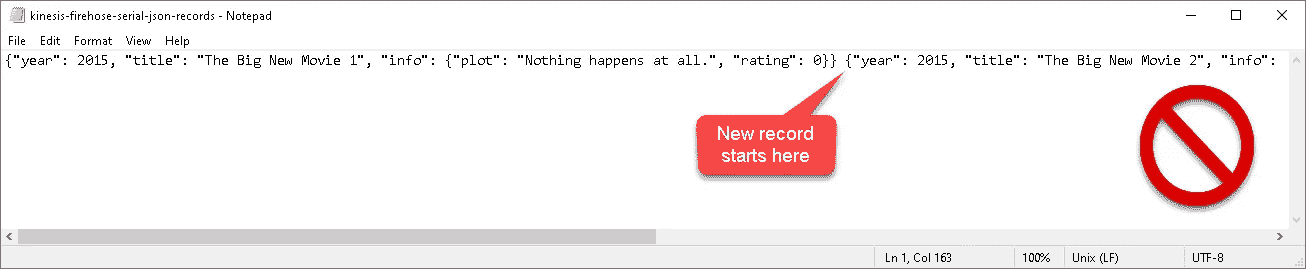 kinesis-firehose-serial-json-records - Notepad
File Edit Format View Help
{"year": 2015, "title": "The Big New Movie 1", "info": {"plot": "Nothing happens at all.", "rating": 0}} {"year": 2015, "title": "The Big New Movie 2", "info":
New record
starts here
Ln 1, Col 163 100% Unix (LF) UTF-8